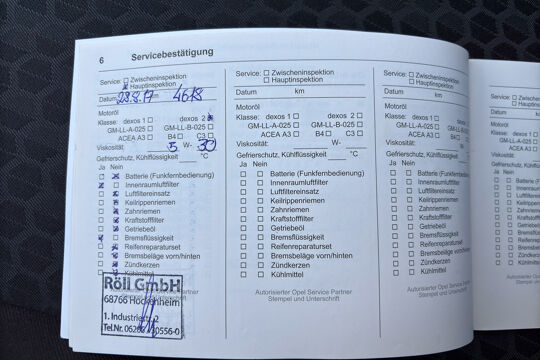 6 Servicebestätigung
Service: Zwischeninspektion
Hauptinspektion
Datum 23.8.17 km
Motoröl
Klasse: dexos 1 dexos 2
GM-LL-A-025 GM-LL-B-025
ACEA A3 B4 C3
Viskosität: 5 W- 30
Gefrierschutz, Kühlflüssigkeit °C
Ja Nein
Batterie (Funkfernbedienung)
Innenraumluftfilter
Luftfiltereinsatz
Keilrippenriemen
Zahnriemen
Kraftstofffilter
Getriebeöl
Bremsflüssigkeit
Reifenreparaturset
Bremsbeläge vorn/hinten
Zündkerzen
Kühlmittel
Röll GmbH
68766 Hockenheim
1. Industriestr. 2
Service: Zwischeninspektion
Hauptinspektion
Datum km
Motoröl
Klasse: dexos 1 dexos 2
GM-LL-A-025 GM-LL-B-025
ACEA A3 B4 C3
Viskosität: W-
Gefrierschutz, Kühlflüssigkeit °C
Ja Nein
Batterie (Funkfernbedienung)
Innenraumluftfilter
Luftfiltereinsatz
Keilrippenriemen
Zahnriemen
Kraftstofffilter
Getriebeöl
Bremsflüssigkeit
Reifenreparaturset
Bremsbeläge vorn/hinten
Zündkerzen
Kühlmittel
Autorisierter Opel Service Partner
Stempel und Unterschrift
Service: Zwischeninspektion
Hauptinspektion
Datum km
Motoröl
Klasse: dexos 1 dexos 2
GM-LL-A-025 GM-LL-B-025
ACEA A3 B4 C3
Viskosität: W-
Gefrierschutz, Kühlflüssigkeit °C
Ja Nein
Batterie (Funkfernbedienung)
Innenraumluftfilter
Luftfiltereinsatz
Keilrippenriemen
Zahnriemen
Kraftstofffilter
Getriebeöl
Bremsflüssigkeit
Reifenreparaturset
Bremsbeläge vorn/hinten
Zündkerzen
Kühlmittel
Autorisierter Opel Service Partner
Stempel und Unterschrift